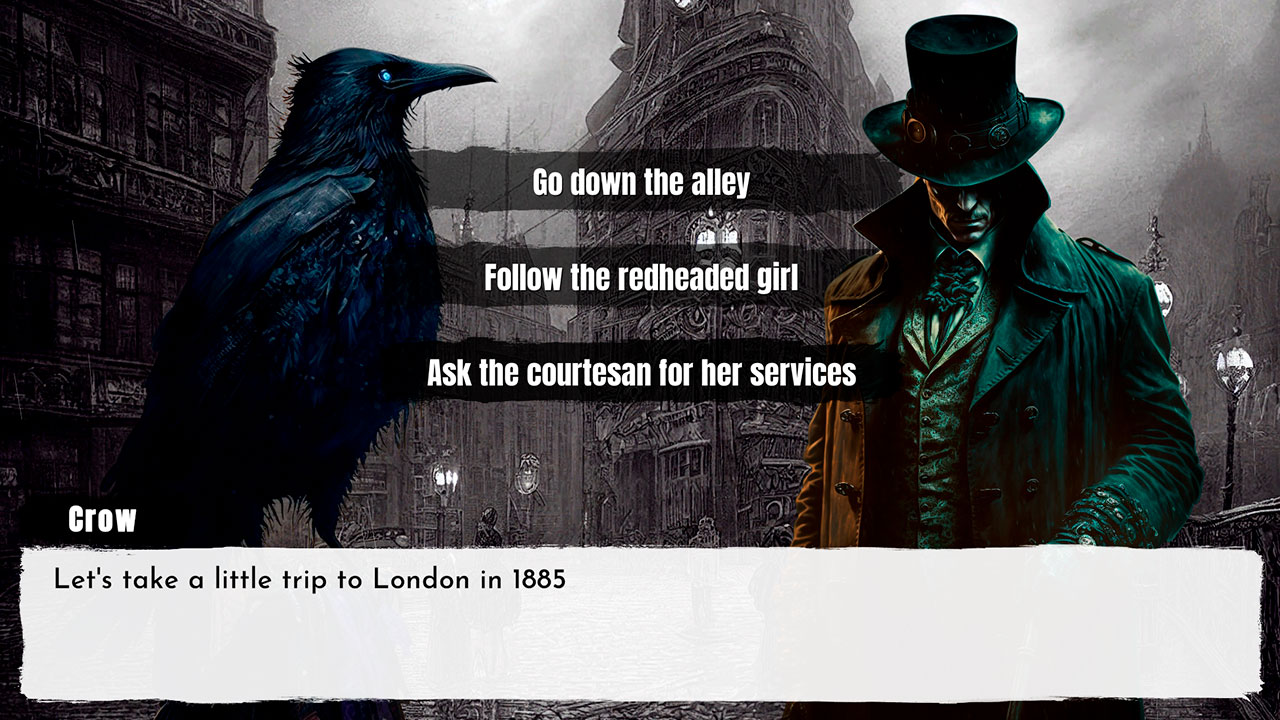 Go down the alley
Follow the redheaded girl
Ask the courtesan for her services
Crow
Let's take a little trip to London in 1885